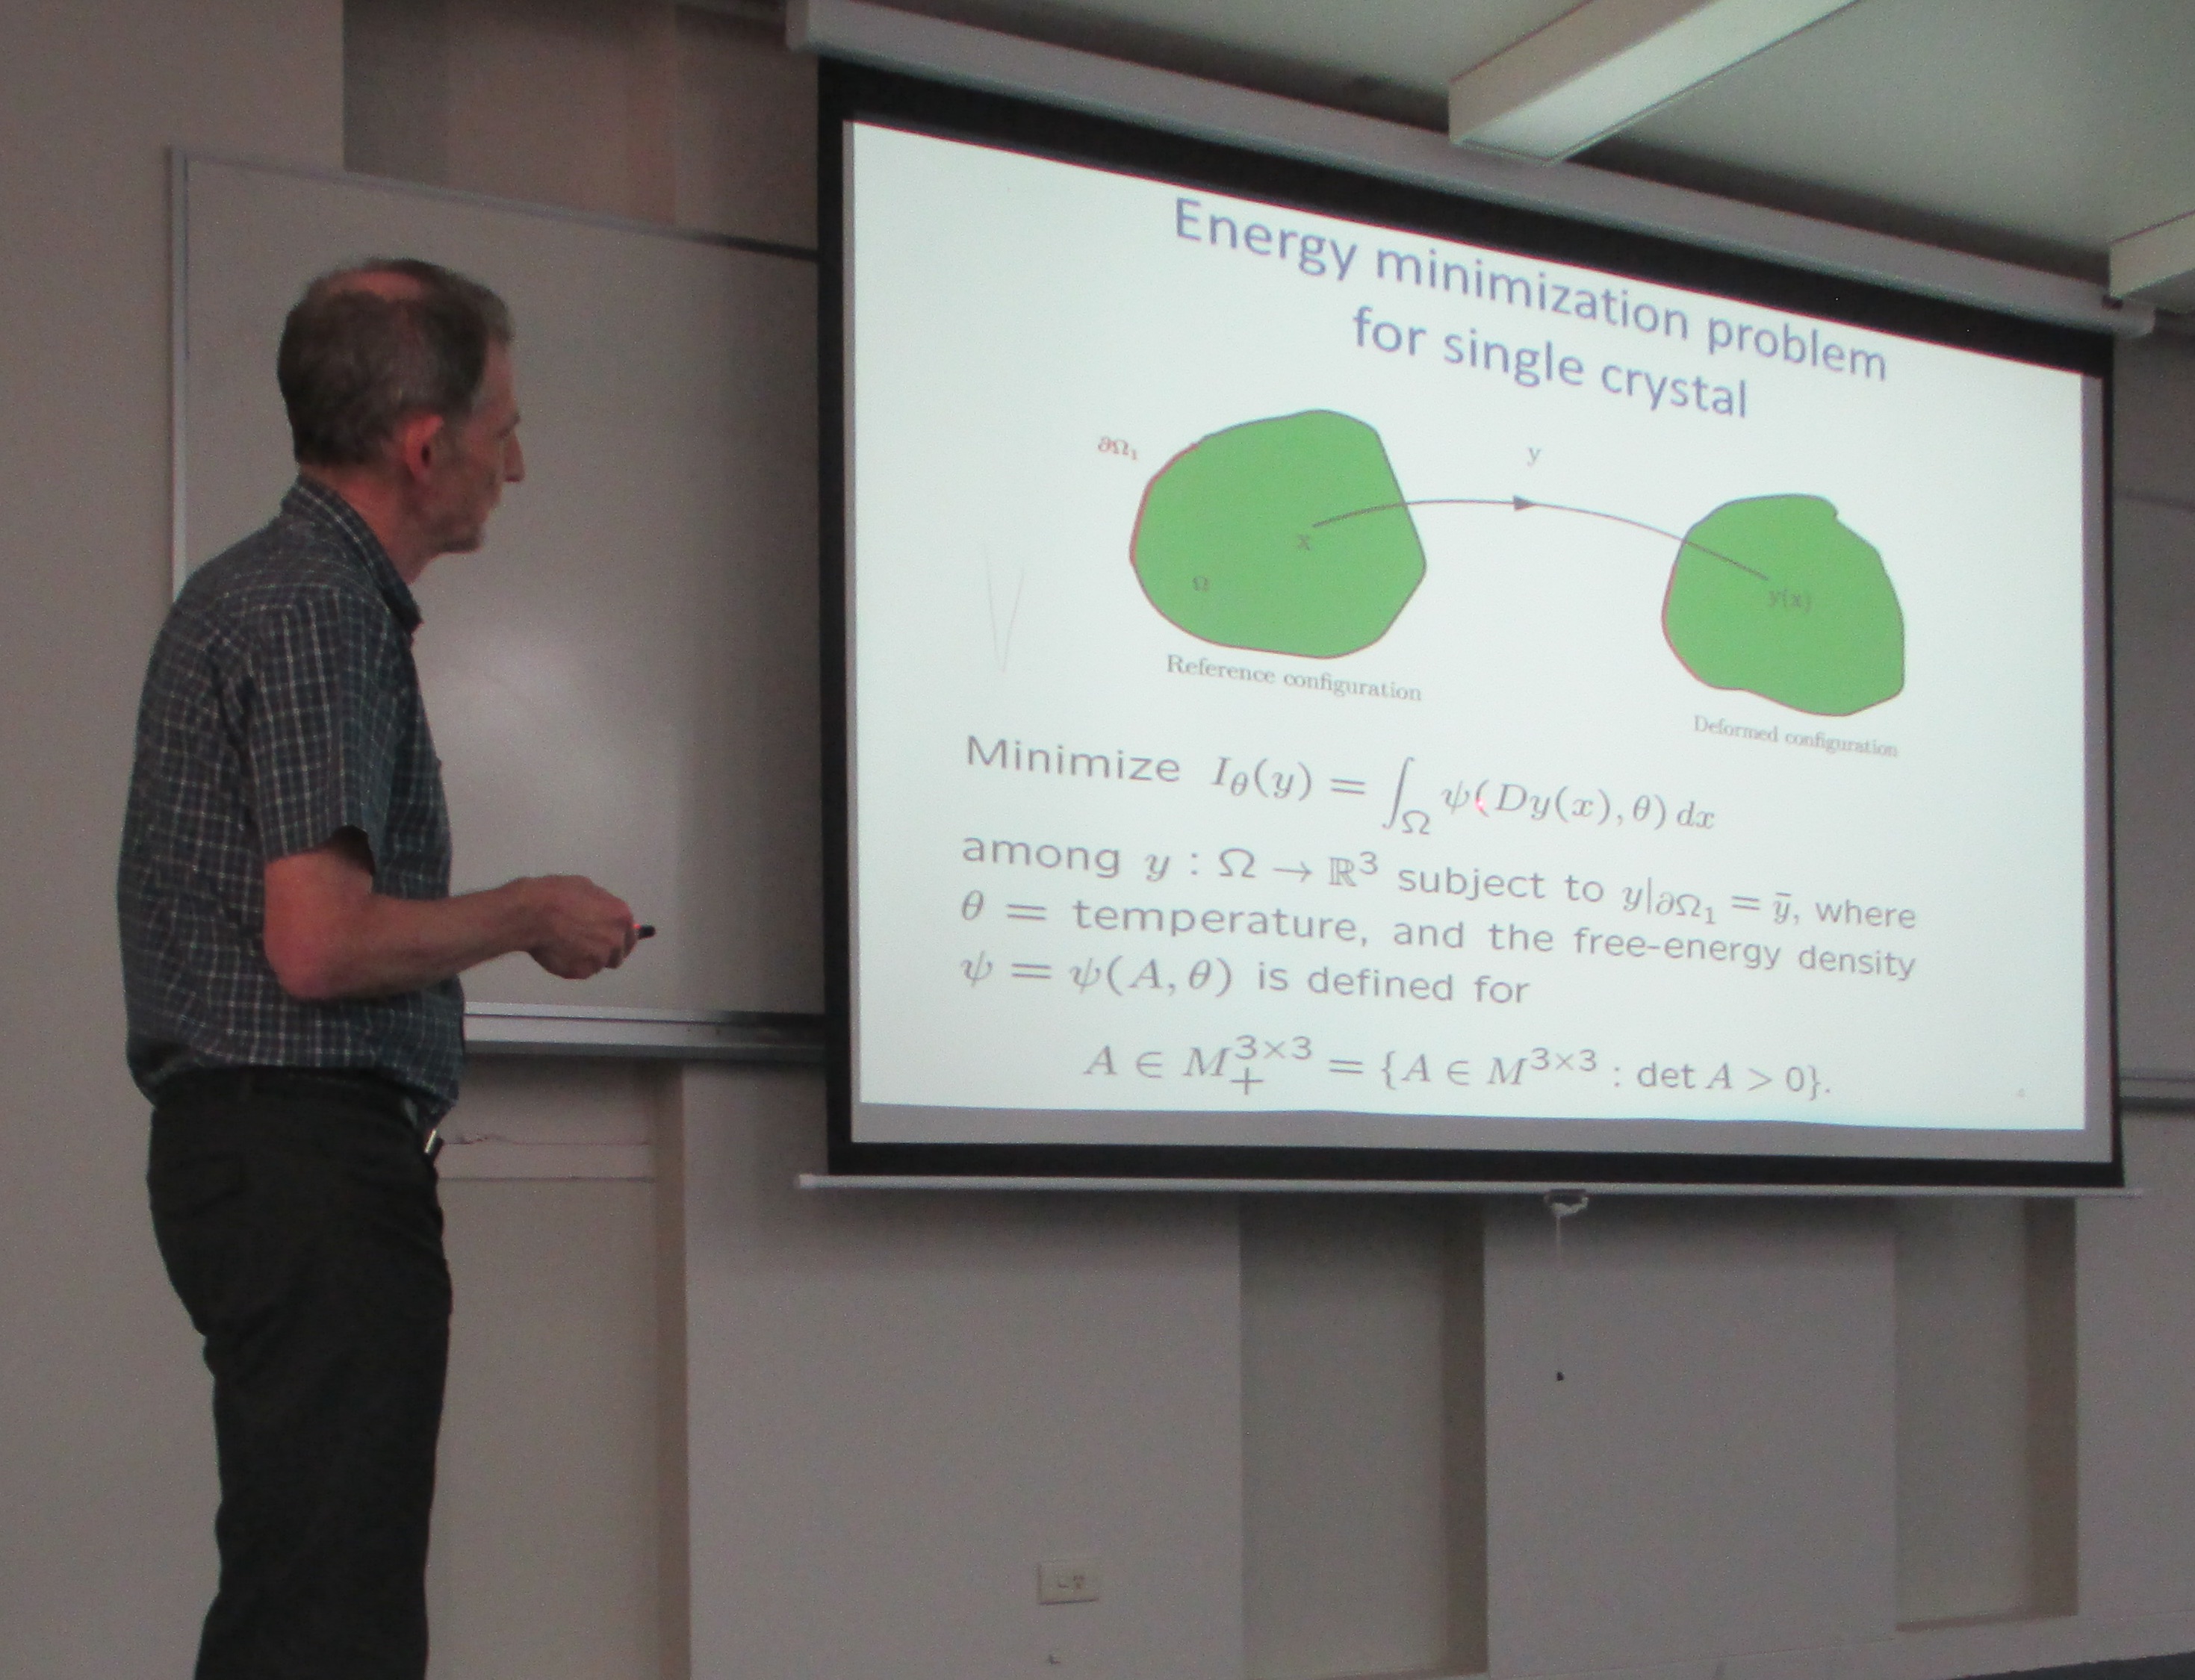 Energy minimization problem
for single crystal
∂Ω₁
y
x
Ω
y(x)
Reference configuration
Deformed configuration
Minimize I_θ(y) = ∫_Ω ψ(Dy(x), θ) dx
among y : Ω → ℝ³ subject to y|∂Ω₁ = ȳ, where
θ = temperature, and the free-energy density
ψ = ψ(A, θ) is defined for
A ∈ M₊^{3×3} = {A ∈ M^{3×3} : det A > 0}.